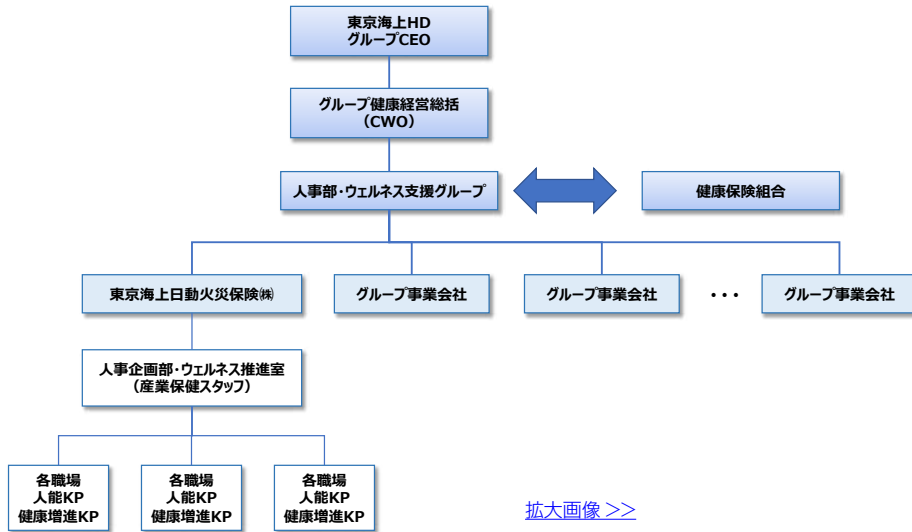 東京海上HD
グループCEO
グループ健康経営総括
（CWO）
人事部・ウェルネス支援グループ
健康保険組合
東京海上日動火災保険㈱
グループ事業会社
グループ事業会社
・・・
グループ事業会社
人事企画部・ウェルネス推進室
（産業保健スタッフ）
各職場
人能KP
健康増進KP
各職場
人能KP
健康増進KP
各職場
人能KP
健康増進KP
拡大画像 >>